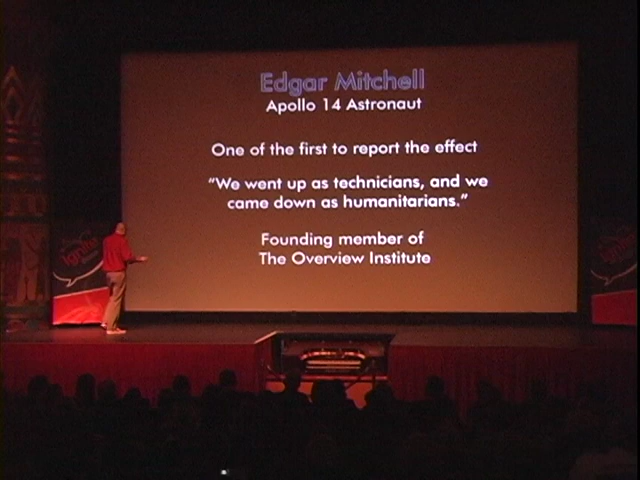 Edgar Mitchell
Apollo 14 Astronaut
One of the first to report the effect
“We went up as technicians, and we
came down as humanitarians.”
Founding member of
The Overview Institute
Ignite